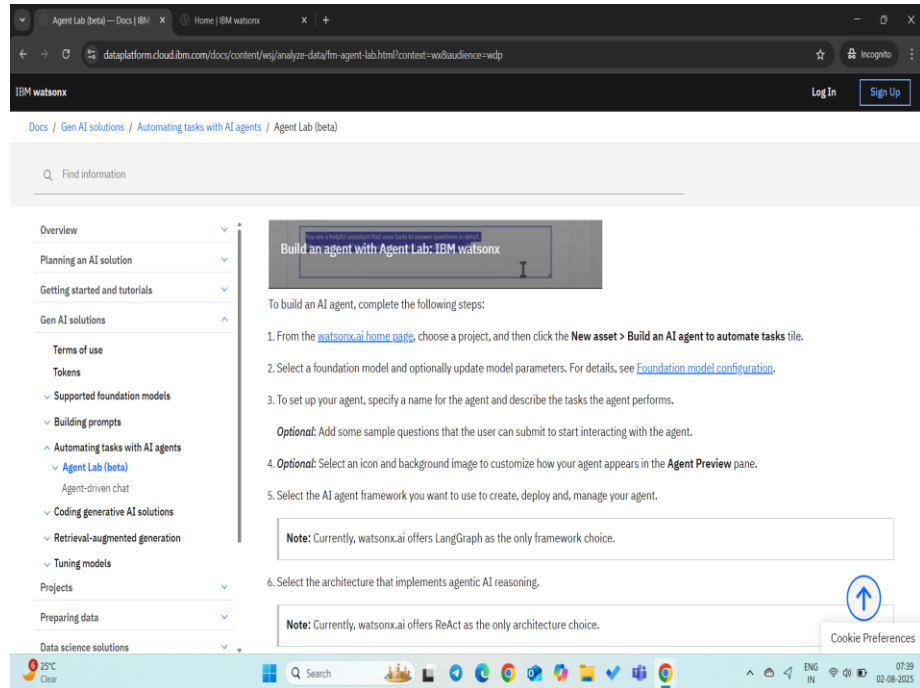 Agent Lab (beta) — Docs | IBM
Home | IBM watsonx
dataplatform.cloud.ibm.com/docs/content/wsj/analyze-data/fm-agent-lab.html?context=wx&audience=wdp
Incognito
IBM watsonx
Log In
Sign Up
Docs / Gen AI solutions / Automating tasks with AI agents / Agent Lab (beta)
Find information
Overview
Planning an AI solution
Getting started and tutorials
Gen AI solutions
Terms of use
Tokens
Supported foundation models
Building prompts
Automating tasks with AI agents
Agent Lab (beta)
Agent-driven chat
Coding generative AI solutions
Retrieval-augmented generation
Tuning models
Projects
Preparing data
Data science solutions
You are a helpful assistant that uses tools to answer questions in detail.
Build an agent with Agent Lab: IBM watsonx
To build an AI agent, complete the following steps:
1. From the watsonx.ai home page, choose a project, and then click the New asset > Build an AI agent to automate tasks tile.
2. Select a foundation model and optionally update model parameters. For details, see Foundation model configuration.
3. To set up your agent, specify a name for the agent and describe the tasks the agent performs.
Optional: Add some sample questions that the user can submit to start interacting with the agent.
4. Optional: Select an icon and background image to customize how your agent appears in the Agent Preview pane.
5. Select the AI agent framework you want to use to create, deploy and, manage your agent.
Note: Currently, watsonx.ai offers LangGraph as the only framework choice.
6. Select the architecture that implements agentic AI reasoning.
Note: Currently, watsonx.ai offers ReAct as the only architecture choice.
Cookie Preferences
6
25°C
Clear
Search
ENG
IN
07:39
02-08-2025